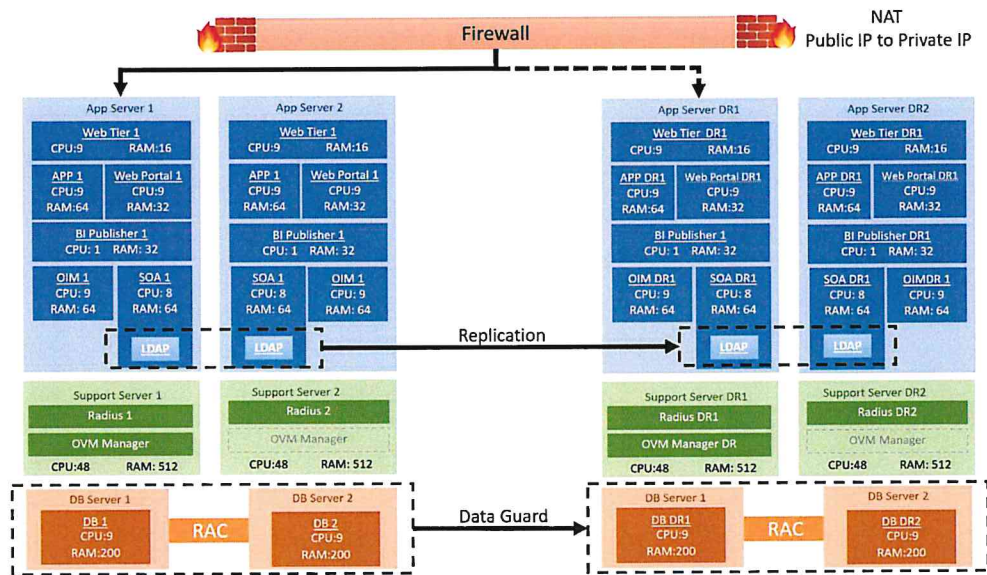 Firewall
NAT
Public IP to Private IP
App Server 1
Web Tier 1
CPU:9 RAM:16
APP 1
CPU:9
RAM:64
Web Portal 1
CPU:9
RAM:32
BI Publisher 1
CPU: 1 RAM: 32
OIM 1
CPU: 9
RAM: 64
SOA 1
CPU: 8
RAM: 64
LDAP
App Server 2
Web Tier 1
CPU:9 RAM:16
APP 1
CPU:9
RAM:64
Web Portal 1
CPU:9
RAM:32
BI Publisher 1
CPU: 1 RAM: 32
SOA 1
CPU: 8
RAM: 64
OIM 1
CPU: 9
RAM: 64
LDAP
Replication
App Server DR1
Web Tier DR1
CPU:9 RAM:16
APP DR1
CPU:9
RAM:64
Web Portal DR1
CPU:9
RAM:32
BI Publisher DR1
CPU: 1 RAM: 32
OIM DR1
CPU: 9
RAM: 64
SOA DR1
CPU: 8
RAM: 64
LDAP
App Server DR2
Web Tier DR1
CPU:9 RAM:16
APP DR1
CPU:9
RAM:64
Web Portal DR1
CPU:9
RAM:32
BI Publisher DR1
CPU: 1 RAM: 32
SOA DR1
CPU: 8
RAM: 64
OIMDR 1
CPU: 9
RAM: 64
LDAP
Support Server 1
Radius 1
OVM Manager
CPU:48 RAM: 512
Support Server 2
Radius 2
OVM Manager
CPU:48 RAM: 512
Support Server DR1
Radius DR1
OVM Manager DR
CPU:48 RAM: 512
Support Server DR2
Radius DR2
OVM Manager
CPU:48 RAM: 512
DB Server 1
DB 1
CPU:9
RAM:200
RAC
DB Server 2
DB 2
CPU:9
RAM:200
Data Guard
DB Server 1
DB DR1
CPU:9
RAM:200
RAC
DB Server 2
DB DR2
CPU:9
RAM:200